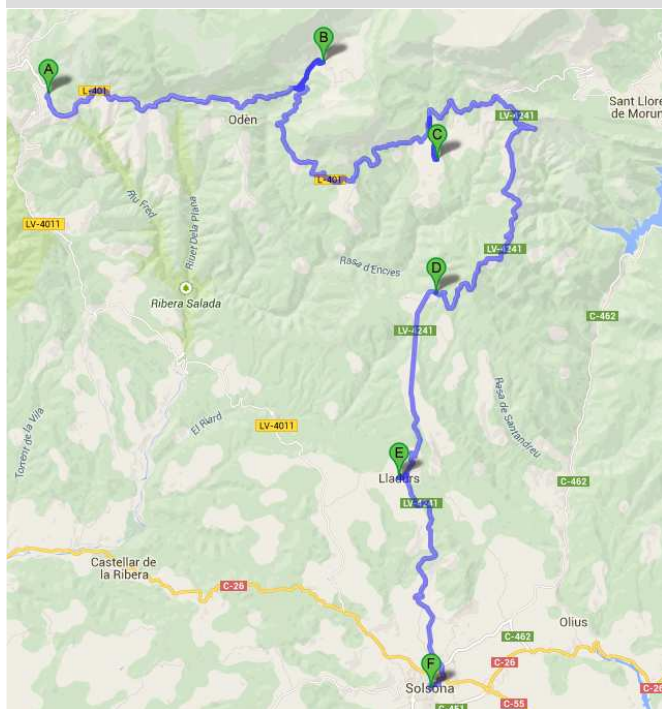 B
A
L-401
Sant Llore
de Morun
LV-4241
Odèn
C
L-401
Riu Fred
Riuet Dela Plana
LV-4011
LV-4241
Rasa d'Encies
D
Ribera Salada
C-462
LV-4241
Rasa de Santandreu
El Riard
LV-4011
Torrent de la Vila
E
Lladurs
C-462
LV-4241
Castellar de
la Ribera
C-26
Olius
C-462
F
C-26
Solsona
C-26
C-55
C-451